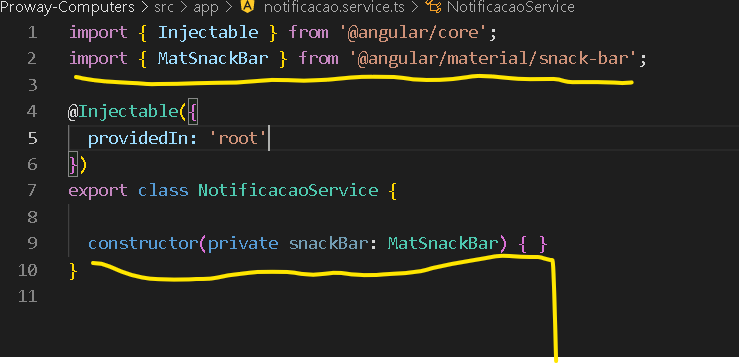 Proway-Computers > src > app > notificacao.service.ts > NotificacaoService
1 import { Injectable } from '@angular/core';
2 import { MatSnackBar } from '@angular/material/snack-bar';
3
4 @Injectable({
5 providedIn: 'root'
6 })
7 export class NotificacaoService {
8
9 constructor(private snackBar: MatSnackBar) { }
10 }
11